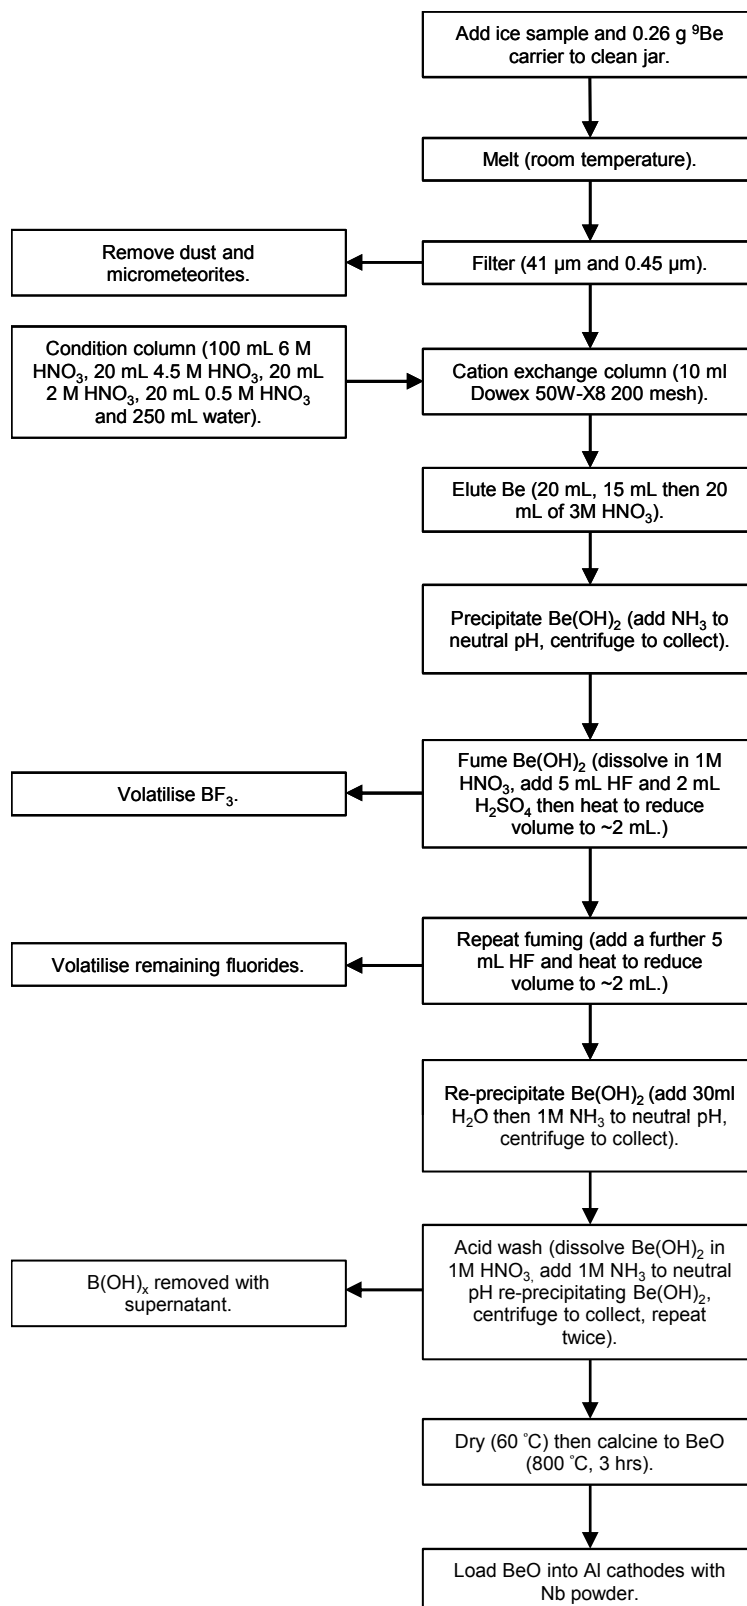 Add ice sample and 0.26 g ⁹Be
carrier to clean jar.
Melt (room temperature).
Remove dust and
micrometeorites.
Filter (41 µm and 0.45 µm).
Condition column (100 mL 6 M
HNO₃, 20 mL 4.5 M HNO₃, 20 mL
2 M HNO₃, 20 mL 0.5 M HNO₃
and 250 mL water).
Cation exchange column (10 ml
Dowex 50W-X8 200 mesh).
Elute Be (20 mL, 15 mL then 20
mL of 3M HNO₃).
Precipitate Be(OH)₂ (add NH₃ to
neutral pH, centrifuge to collect).
Fume Be(OH)₂ (dissolve in 1M
HNO₃, add 5 mL HF and 2 mL
H₂SO₄ then heat to reduce
volume to ~2 mL.)
Volatilise BF₃.
Repeat fuming (add a further 5
mL HF and heat to reduce
volume to ~2 mL.)
Volatilise remaining fluorides.
Re-precipitate Be(OH)₂ (add 30ml
H₂O then 1M NH₃ to neutral pH,
centrifuge to collect).
Acid wash (dissolve Be(OH)₂ in
1M HNO₃, add 1M NH₃ to neutral
pH re-precipitating Be(OH)₂,
centrifuge to collect, repeat
twice).
B(OH)ₓ removed with
supernatant.
Dry (60 °C) then calcine to BeO
(800 °C, 3 hrs).
Load BeO into Al cathodes with
Nb powder.